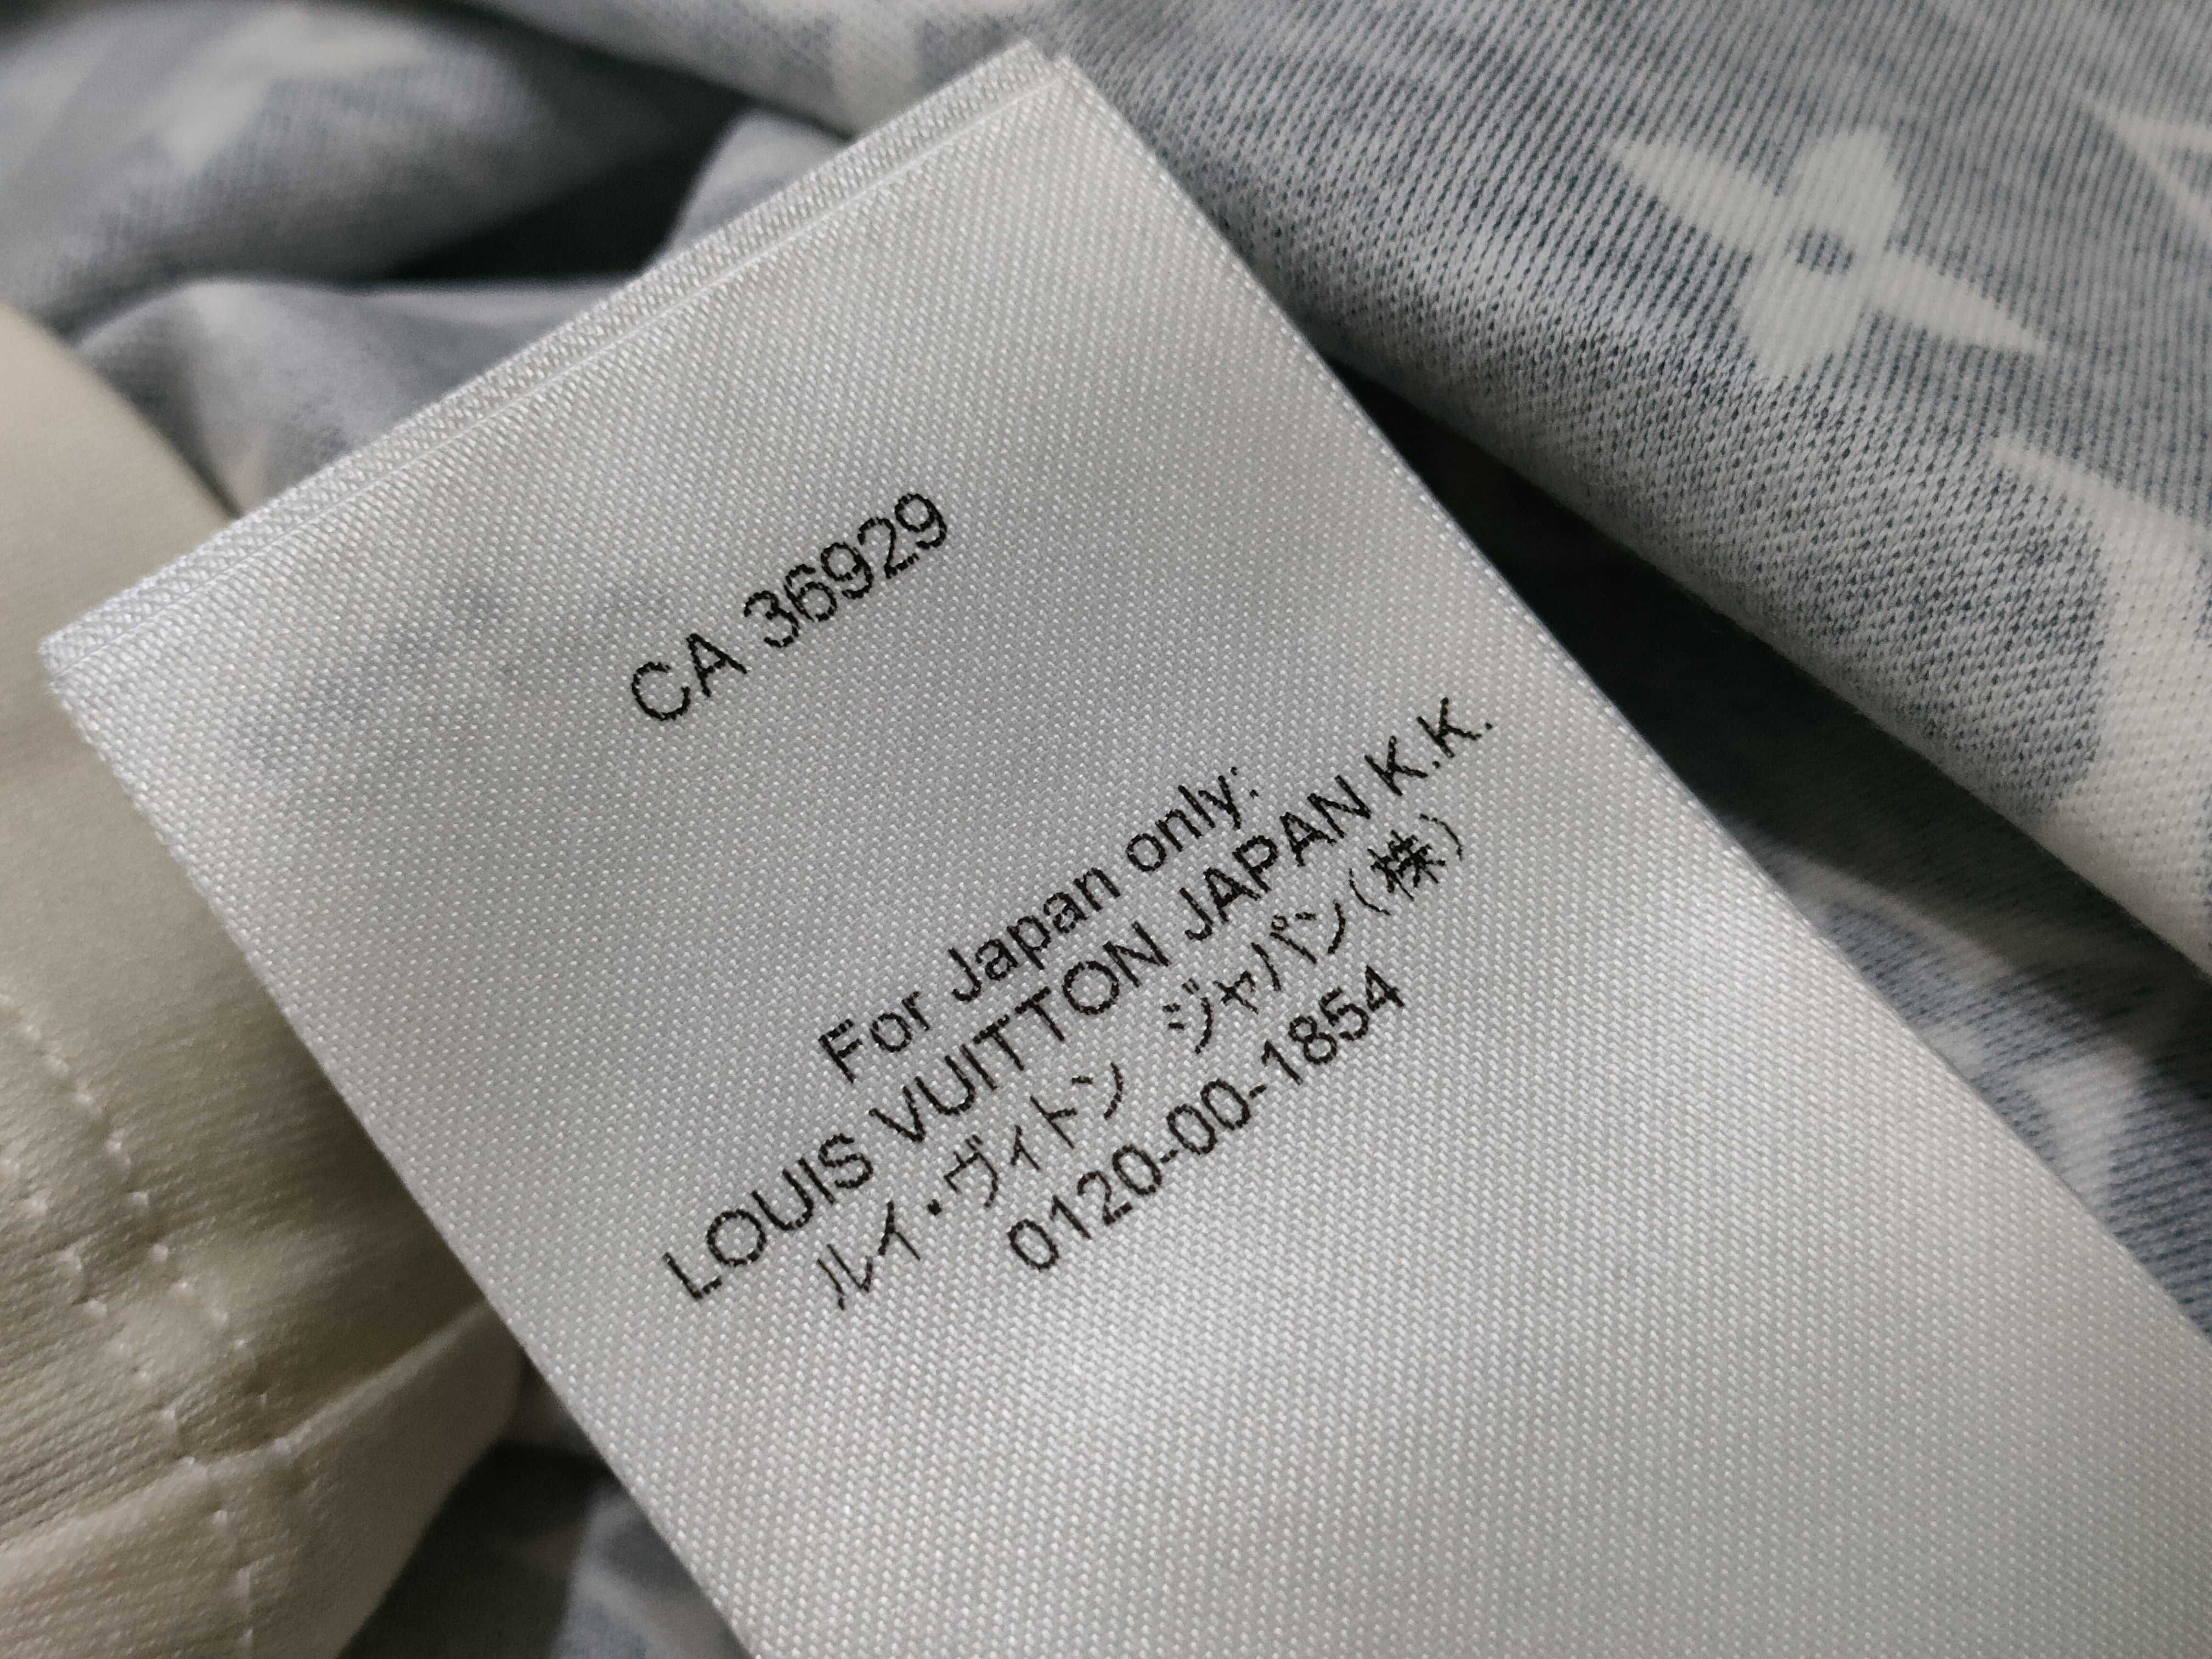 CA 36929
For Japan only:
LOUIS VUITTON JAPAN K.K.
ルイ・ヴィトン ジャパン(株)
0120-00-1854